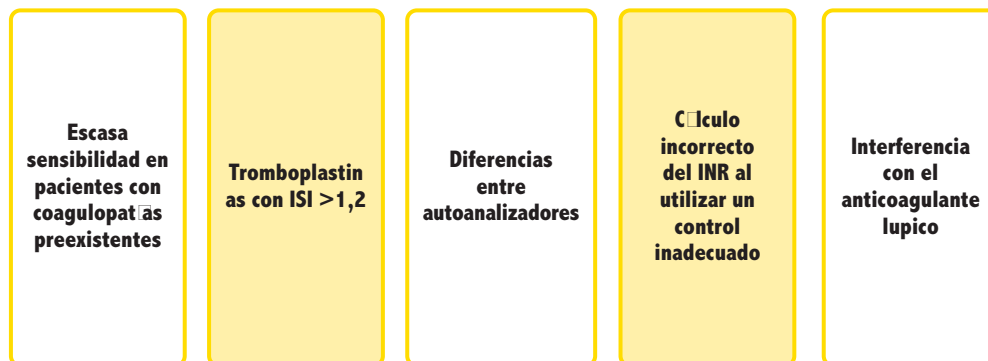 Escasa
sensibilidad en
pacientes con
coagulopat□as
preexistentes
Tromboplastin
as con ISI >1,2
Diferencias
entre
autoanalizadores
C□lculo
incorrecto
del INR al
utilizar un
control
inadecuado
Interferencia
con el
anticoagulante
lupico